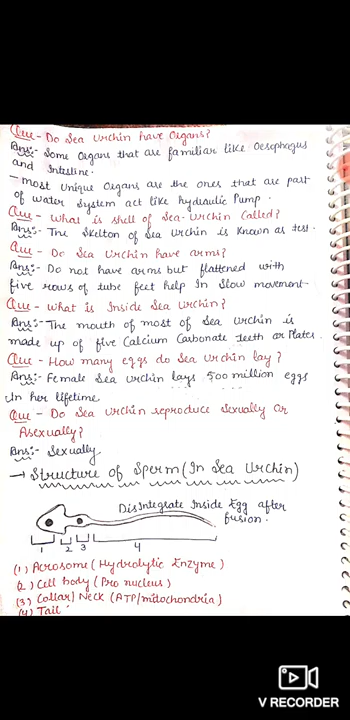 Que - Do Sea Urchin have Organs?
Ans:- Some Organs that are familiar like Oesophagus
and Intestine.
- most Unique Organs are the ones that are part
of water System act like hydraulic Pump.
Que - What is shell of Sea-Urchin Called?
Ans:- The Skelton of Sea Urchin is Known as test.
Que - Do Sea Urchin have arms?
Ans:- Do not have arms but flattened with
five rows of tube feet help In Slow movement.
Que - What is Inside Sea Urchin?
Ans:- The mouth of most of Sea Urchin is
made up of five Calcium Carbonate teeth or Plates.
Que - How many eggs do Sea Urchin lay?
Ans:- Female Sea Urchin lays 500 million eggs
In her lifetime
Que - Do Sea Urchin reproduce Sexually or
Asexually?
Ans:- Sexually
→ Structure of Sperm (In Sea Urchin)
DisIntegrate Inside Egg after
fusion.
1 2 3 4
(1) Acrosome (Hydrolytic Enzyme)
(2) Cell body (Pro nucleus)
(3) Collar/Neck (ATP/mitochondria)
(4) Tail
V RECORDER